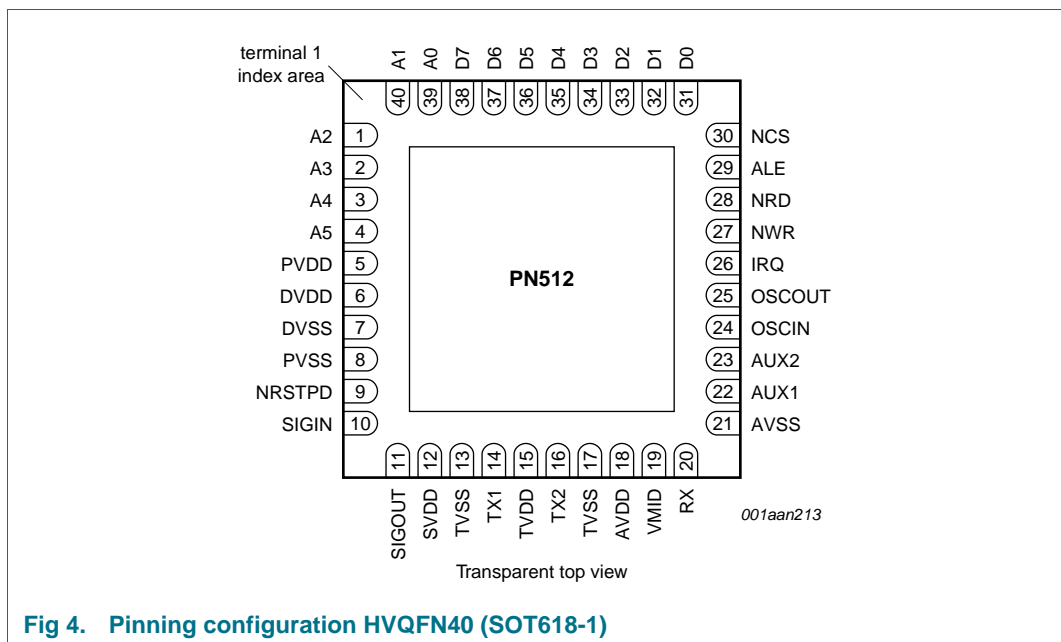 terminal 1
index area
A1
A0
D7
D6
D5
D4
D3
D2
D1
D0
40
39
38
37
36
35
34
33
32
31
A2 1
A3 2
A4 3
A5 4
PVDD 5
DVDD 6
DVSS 7
PVSS 8
NRSTPD 9
SIGIN 10
PN512
30 NCS
29 ALE
28 NRD
27 NWR
26 IRQ
25 OSCOUT
24 OSCIN
23 AUX2
22 AUX1
21 AVSS
11
12
13
14
15
16
17
18
19
20
SIGOUT
SVDD
TVSS
TX1
TVDD
TX2
TVSS
AVDD
VMID
RX
001aan213
Transparent top view
Fig 4. Pinning configuration HVQFN40 (SOT618-1)